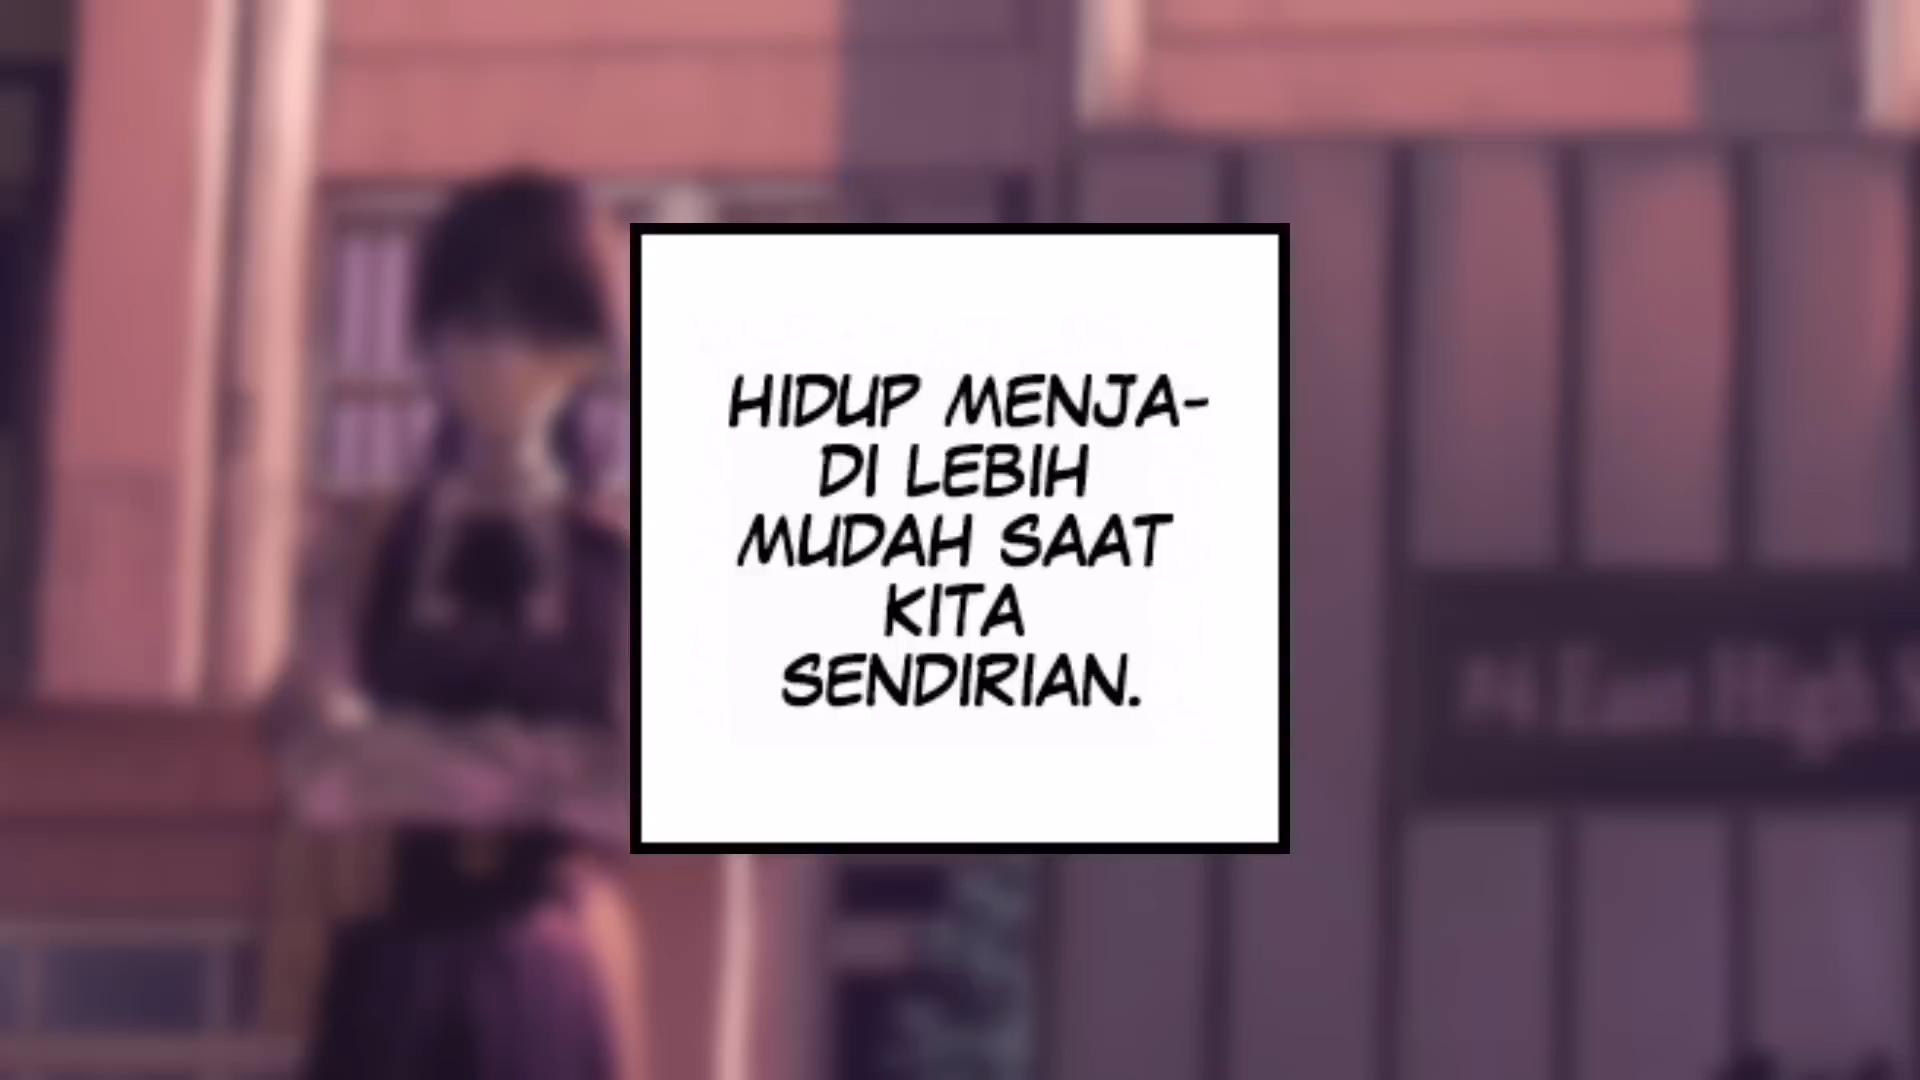 HIDUP MENJA-
DI LEBIH
MUDAH SAAT
KITA
SENDIRIAN.